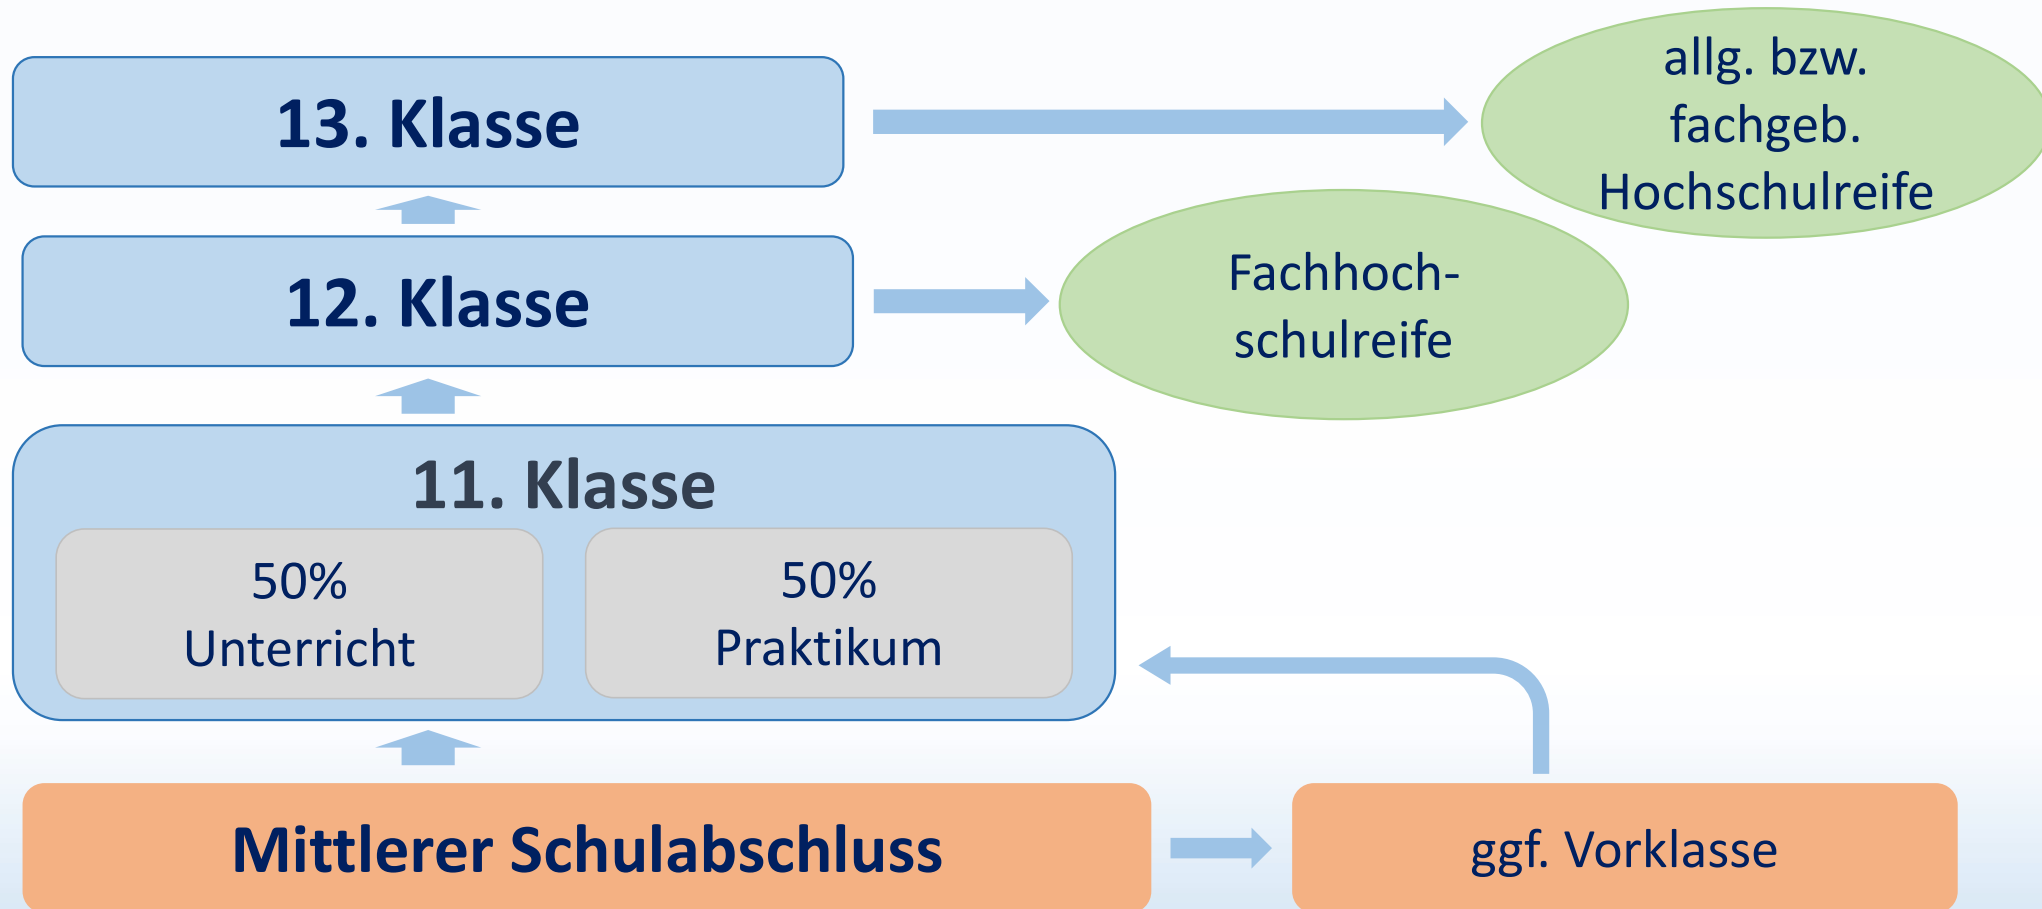 13. Klasse
allg. bzw.
fachgeb.
Hochschulreife
12. Klasse
Fachhoch-
schulreife
11. Klasse
50%
Unterricht
50%
Praktikum
Mittlerer Schulabschluss
ggf. Vorklasse